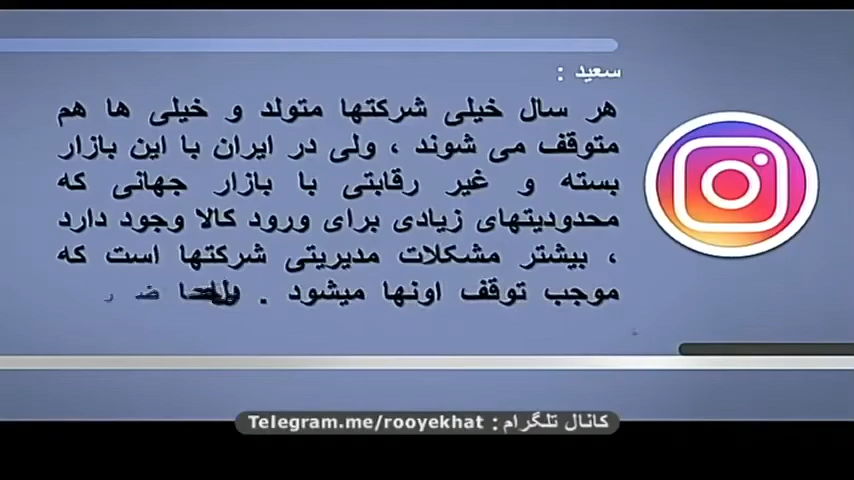 سعید :
هر سال خیلی شرکتها متولد و خیلی ها هم
متوقف می شوند ، ولی در ایران با این بازار
بسته و غیر رقابتی با بازار جهانی که
محدودیتهای زیادی برای ورود کالا وجود دارد
، بیشتر مشکلات مدیریتی شرکتها است که
موجب توقف اونها میشود .
کانال تلگرام : Telegram.me/rooyekhat